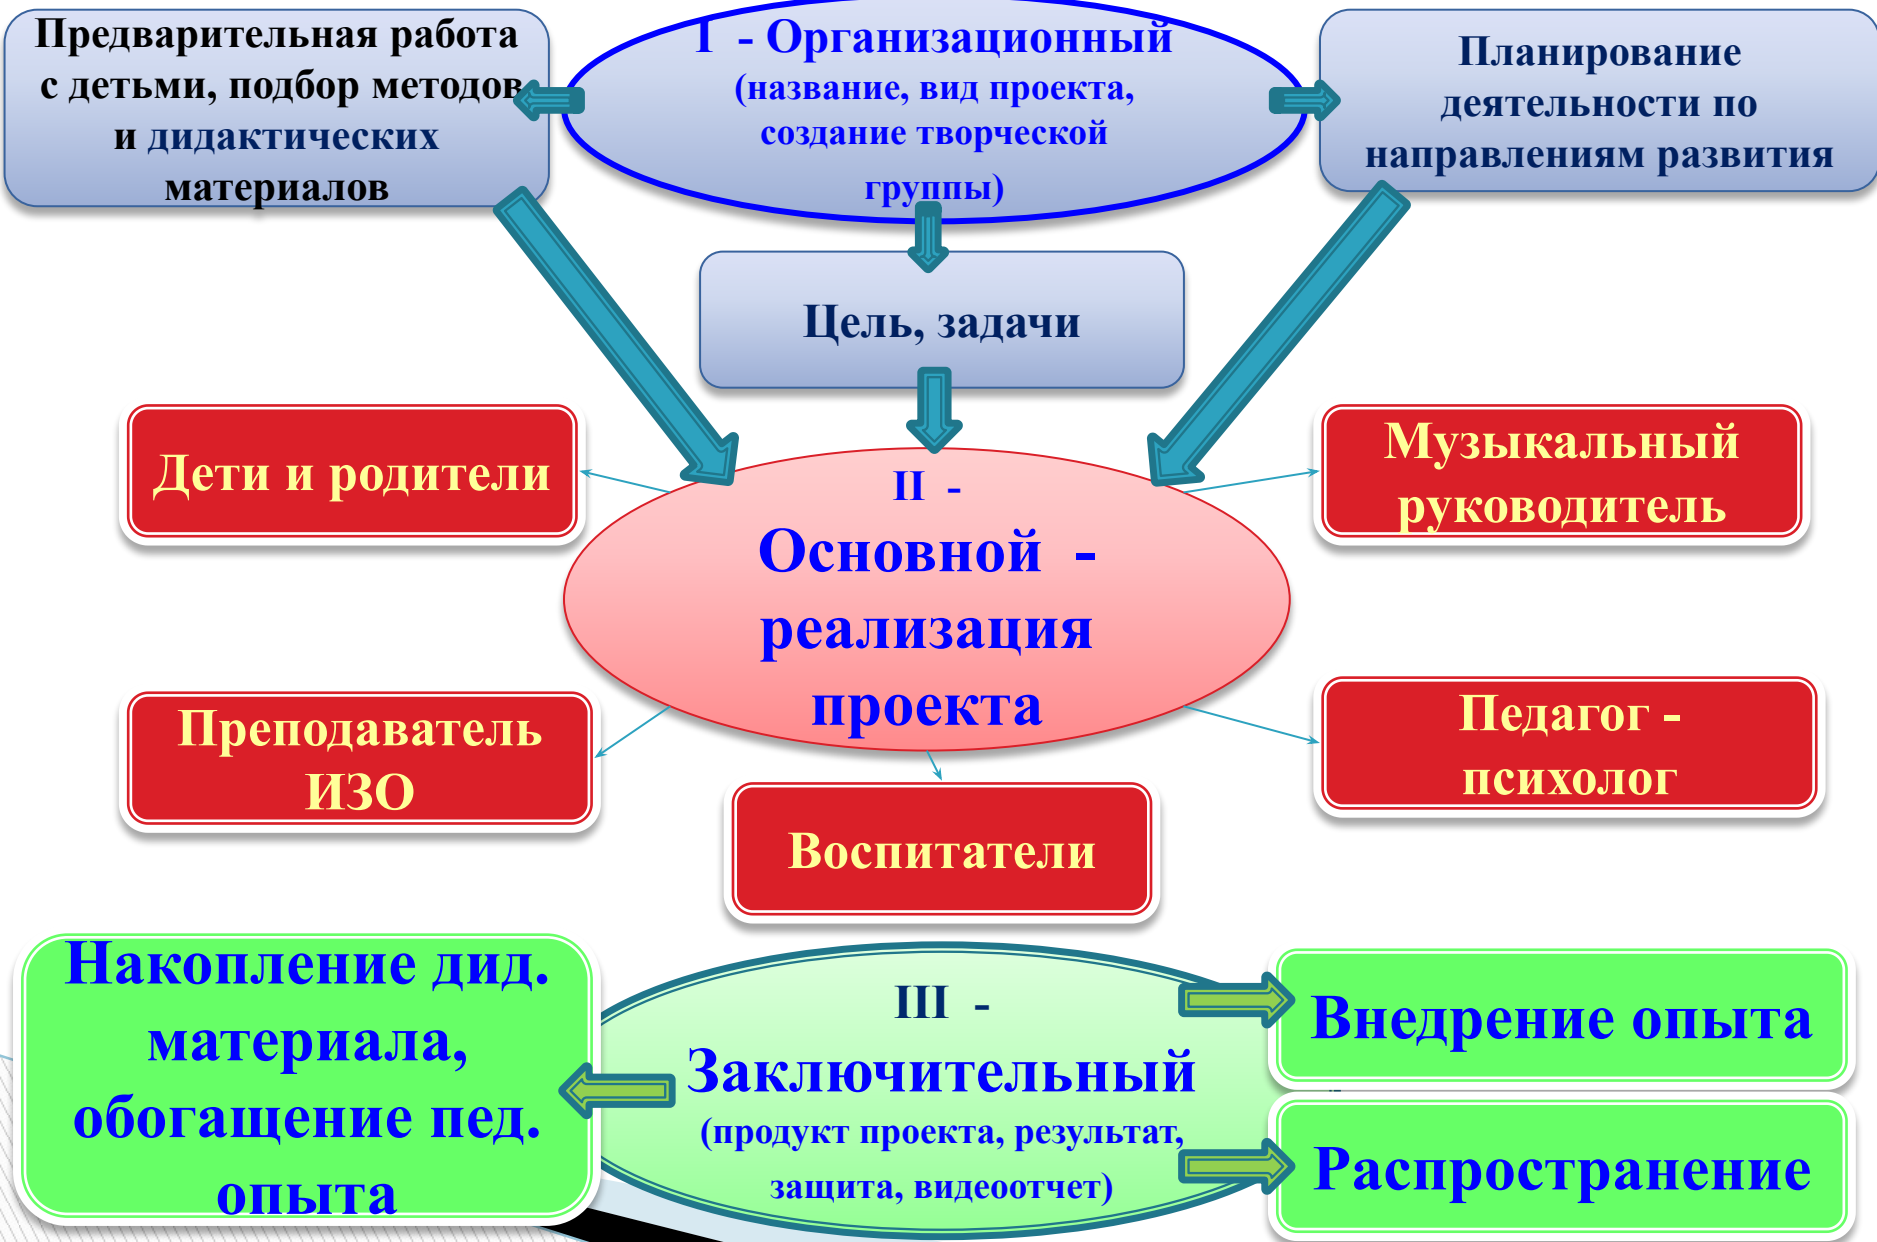 Предварительная работа
с детьми, подбор методов
и дидактических
материалов
I - Организационный
(название, вид проекта,
создание творческой
группы)
Планирование
деятельности по
направлениям развития
Цель, задачи
Дети и родители
Музыкальный
руководитель
II -
Основной -
реализация
проекта
Преподаватель
ИЗО
Педагог -
психолог
Воспитатели
Накопление дид.
материала,
обогащение пед.
опыта
III -
Заключительный
(продукт проекта, результат,
защита, видеоотчет)
Внедрение опыта
Распространение